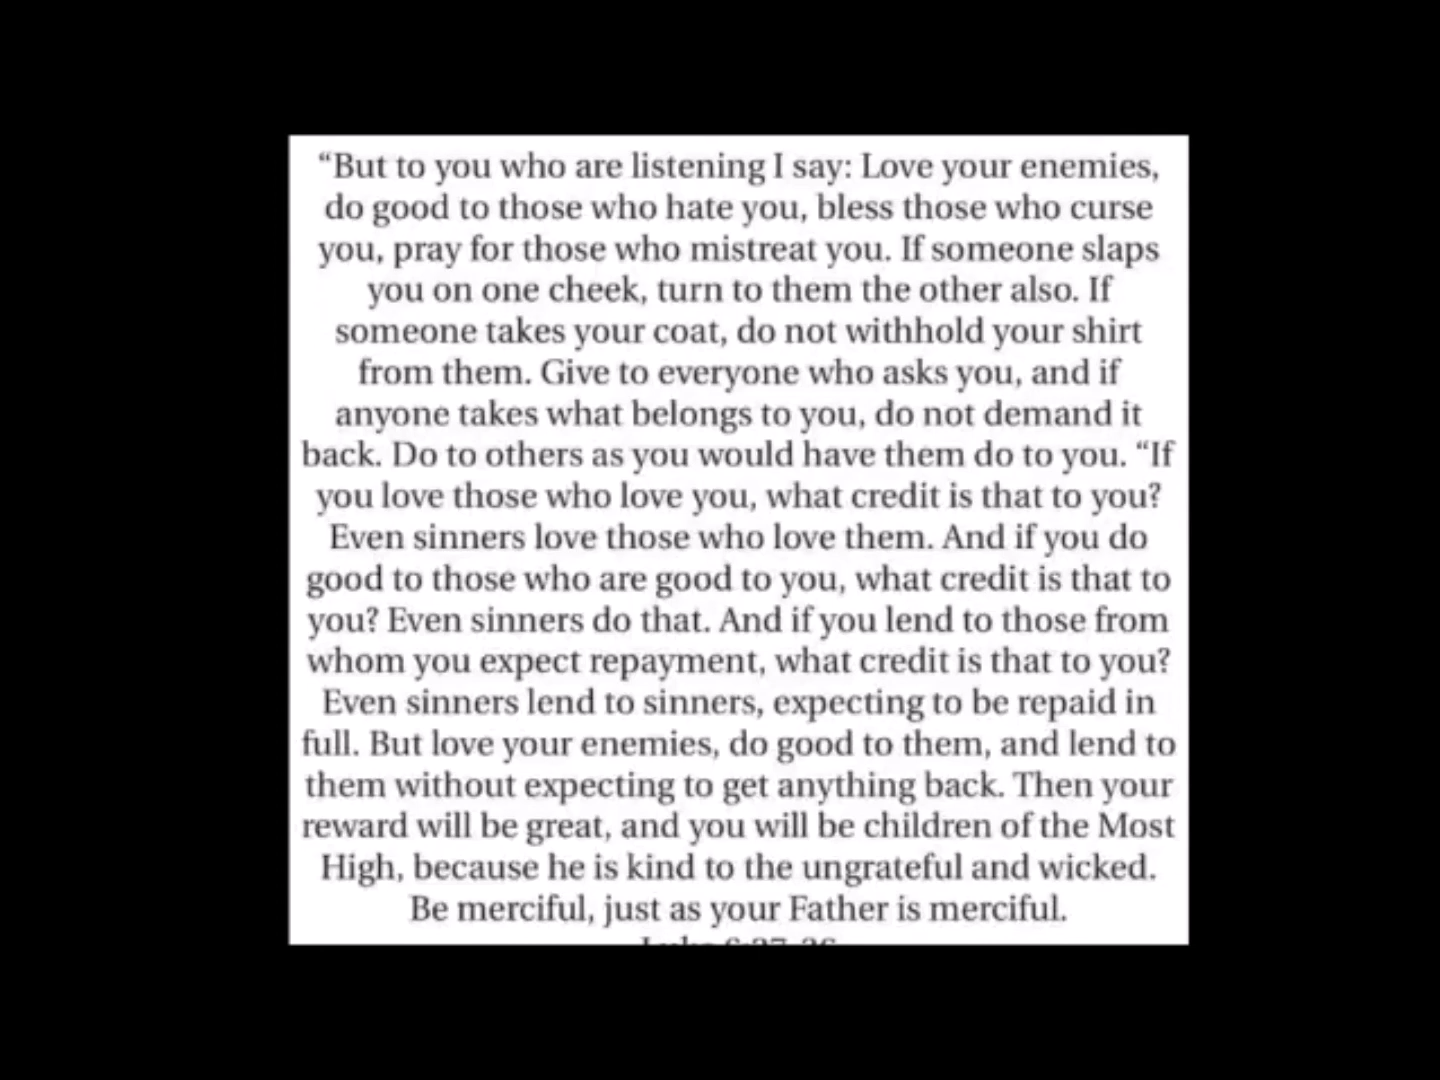 “But to you who are listening I say: Love your enemies,
do good to those who hate you, bless those who curse
you, pray for those who mistreat you. If someone slaps
you on one cheek, turn to them the other also. If
someone takes your coat, do not withhold your shirt
from them. Give to everyone who asks you, and if
anyone takes what belongs to you, do not demand it
back. Do to others as you would have them do to you. “If
you love those who love you, what credit is that to you?
Even sinners love those who love them. And if you do
good to those who are good to you, what credit is that to
you? Even sinners do that. And if you lend to those from
whom you expect repayment, what credit is that to you?
Even sinners lend to sinners, expecting to be repaid in
full. But love your enemies, do good to them, and lend to
them without expecting to get anything back. Then your
reward will be great, and you will be children of the Most
High, because he is kind to the ungrateful and wicked.
Be merciful, just as your Father is merciful.